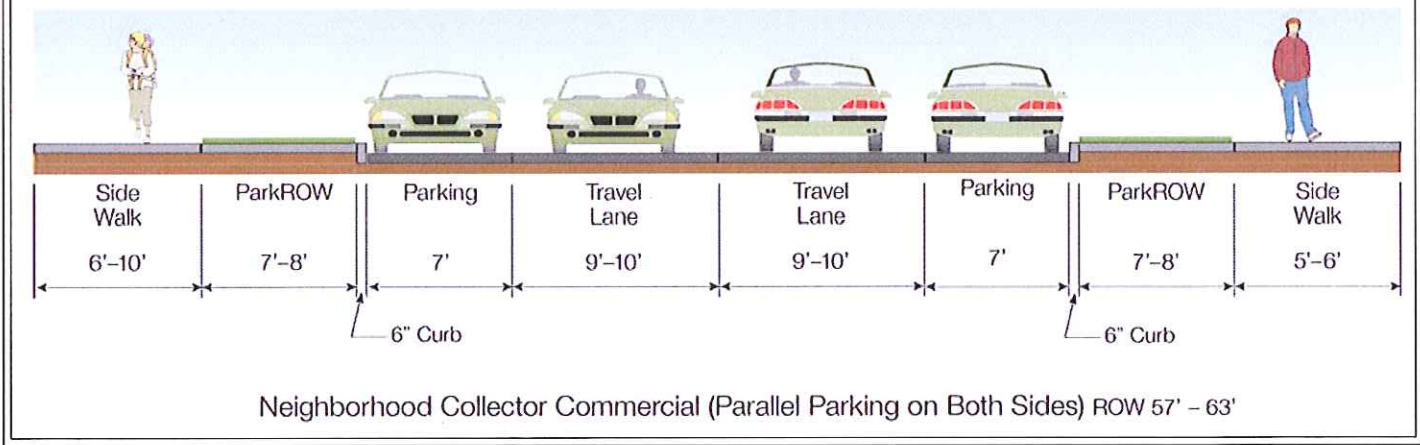 Side
Walk
ParkROW
Parking
Travel
Lane
Travel
Lane
Parking
ParkROW
Side
Walk
6'–10'
7'–8'
7'
9'–10'
9'–10'
7'
7'–8'
5'–6'
6" Curb
6" Curb
Neighborhood Collector Commercial (Parallel Parking on Both Sides) ROW 57' – 63'